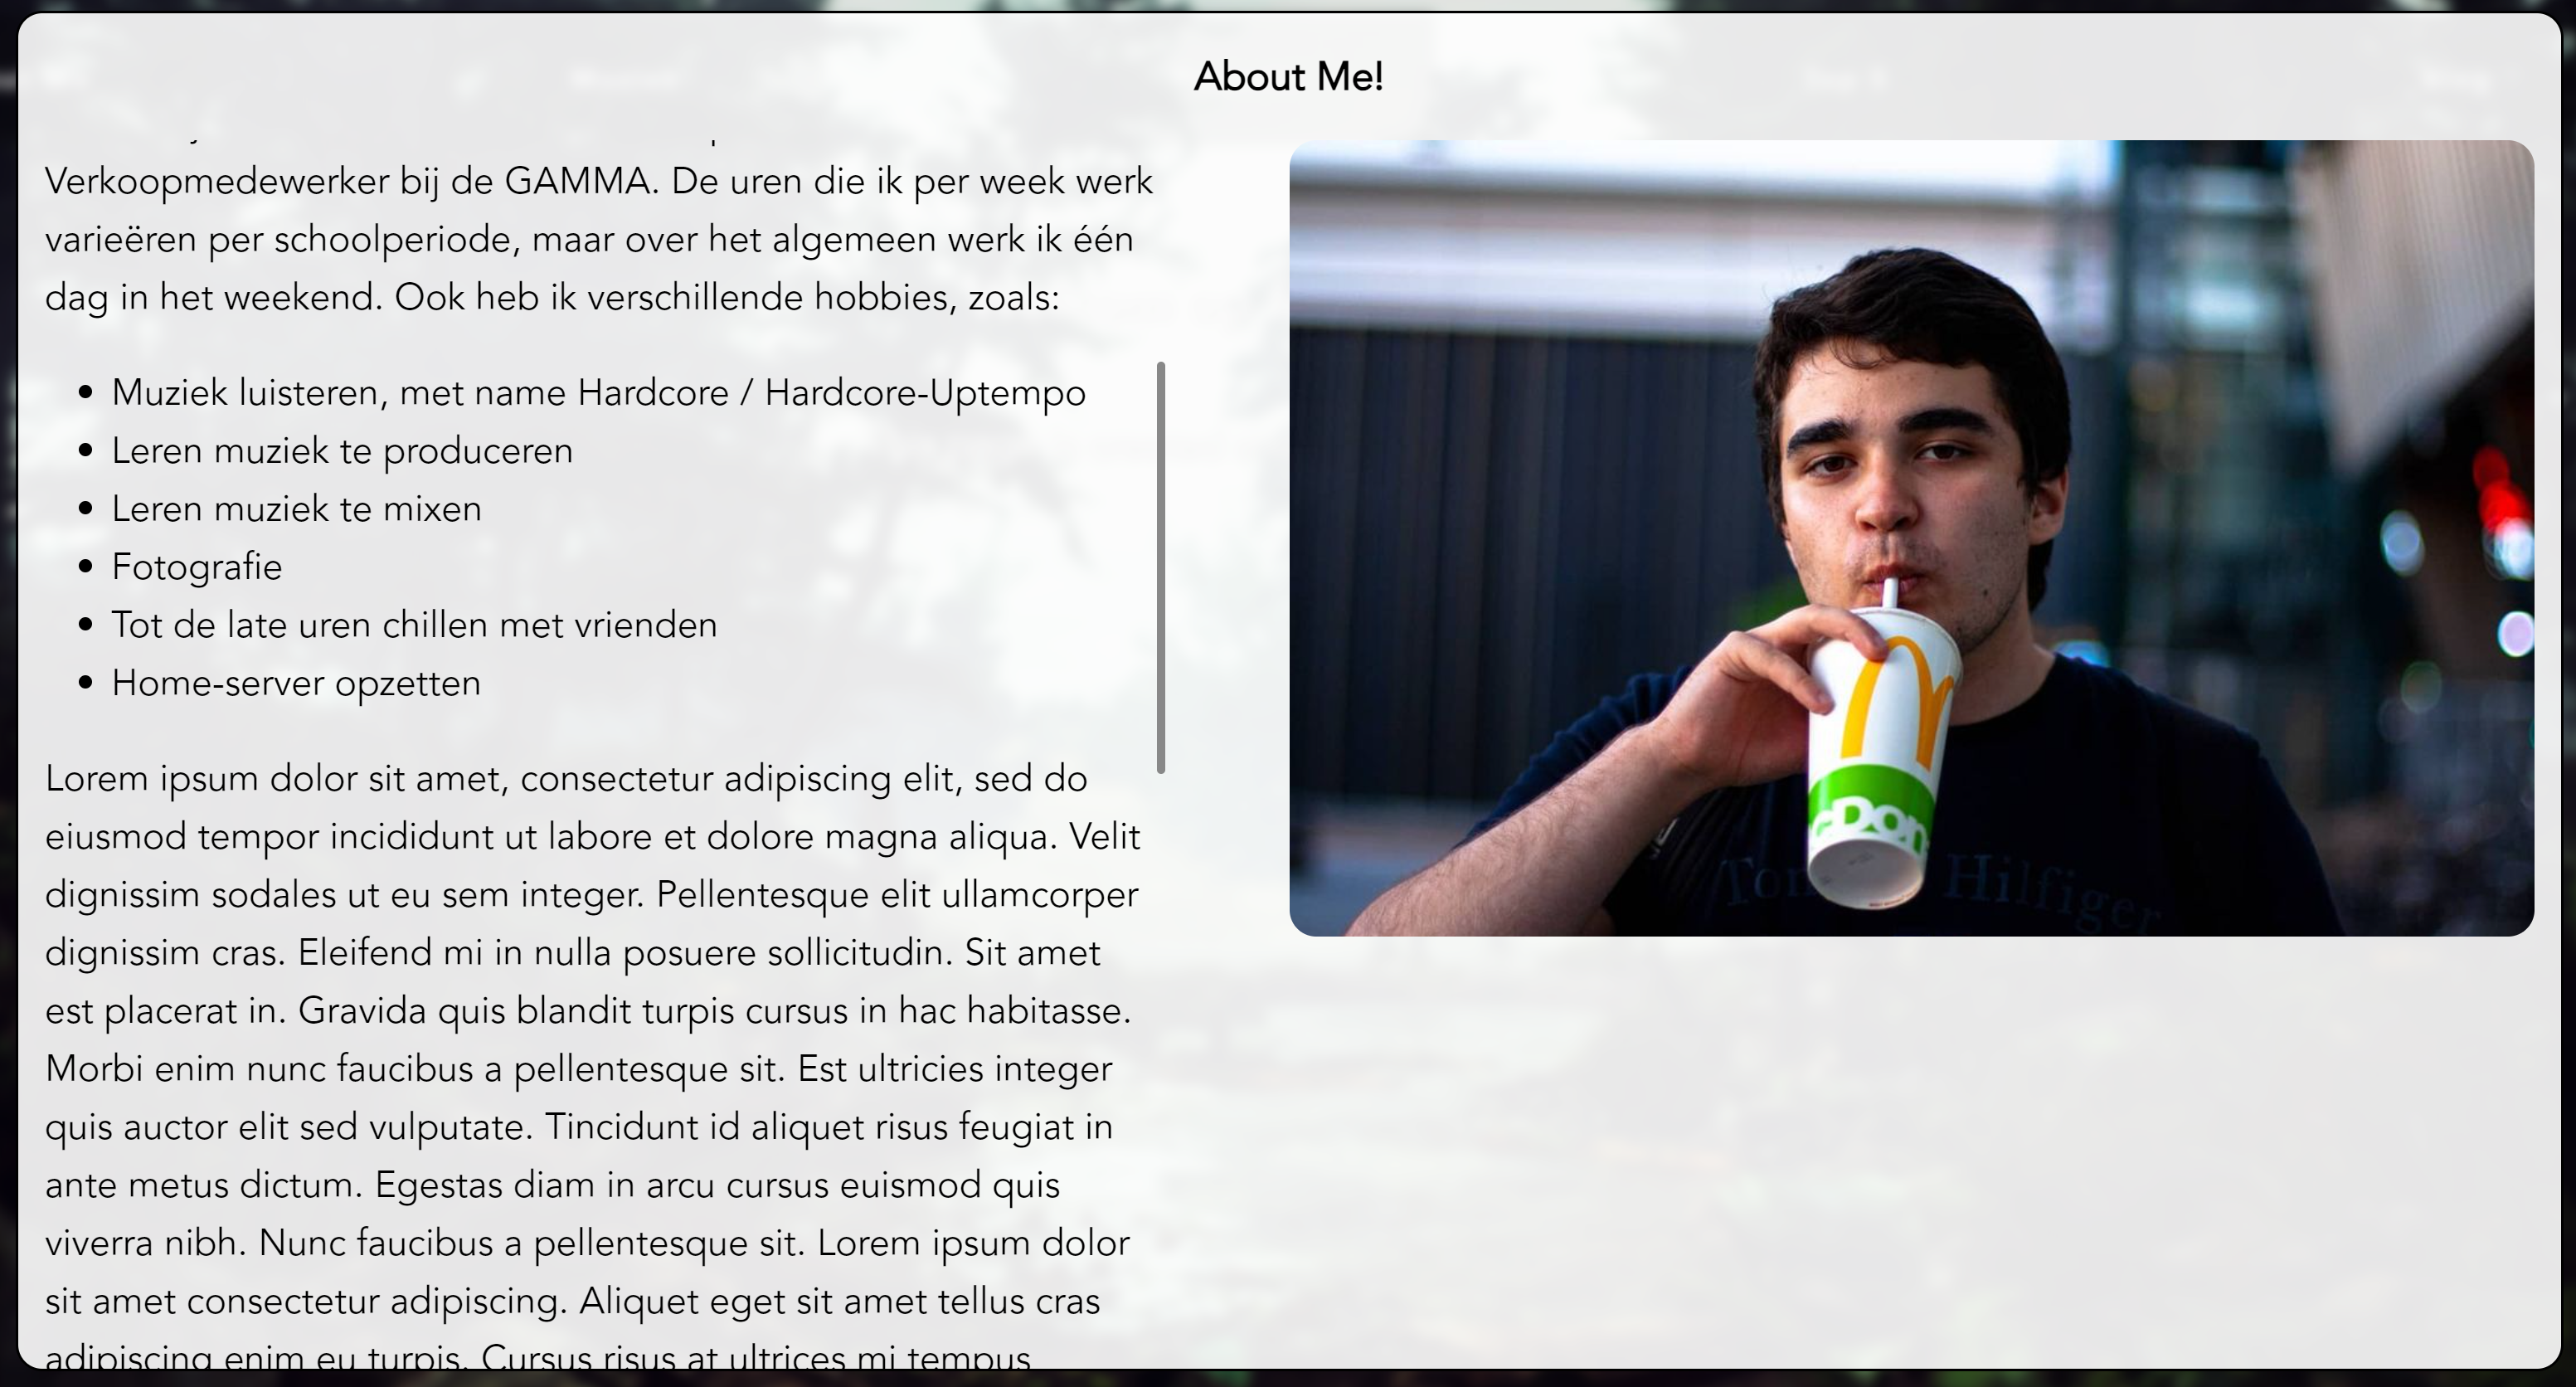 About Me!
Verkoopmedewerker bij de GAMMA. De uren die ik per week werk
varieëren per schoolperiode, maar over het algemeen werk ik één
dag in het weekend. Ook heb ik verschillende hobbies, zoals:
Muziek luisteren, met name Hardcore / Hardcore-Uptempo
Leren muziek te produceren
Leren muziek te mixen
Fotografie
Tot de late uren chillen met vrienden
Home-server opzetten
Lorem ipsum dolor sit amet, consectetur adipiscing elit, sed do
eiusmod tempor incididunt ut labore et dolore magna aliqua. Velit
dignissim sodales ut eu sem integer. Pellentesque elit ullamcorper
dignissim cras. Eleifend mi in nulla posuere sollicitudin. Sit amet
est placerat in. Gravida quis blandit turpis cursus in hac habitasse.
Morbi enim nunc faucibus a pellentesque sit. Est ultricies integer
quis auctor elit sed vulputate. Tincidunt id aliquet risus feugiat in
ante metus dictum. Egestas diam in arcu cursus euismod quis
viverra nibh. Nunc faucibus a pellentesque sit. Lorem ipsum dolor
sit amet consectetur adipiscing. Aliquet eget sit amet tellus cras
adipiscing enim eu turpis. Cursus risus at ultrices mi tempus
cDon
Tom Hilfiger